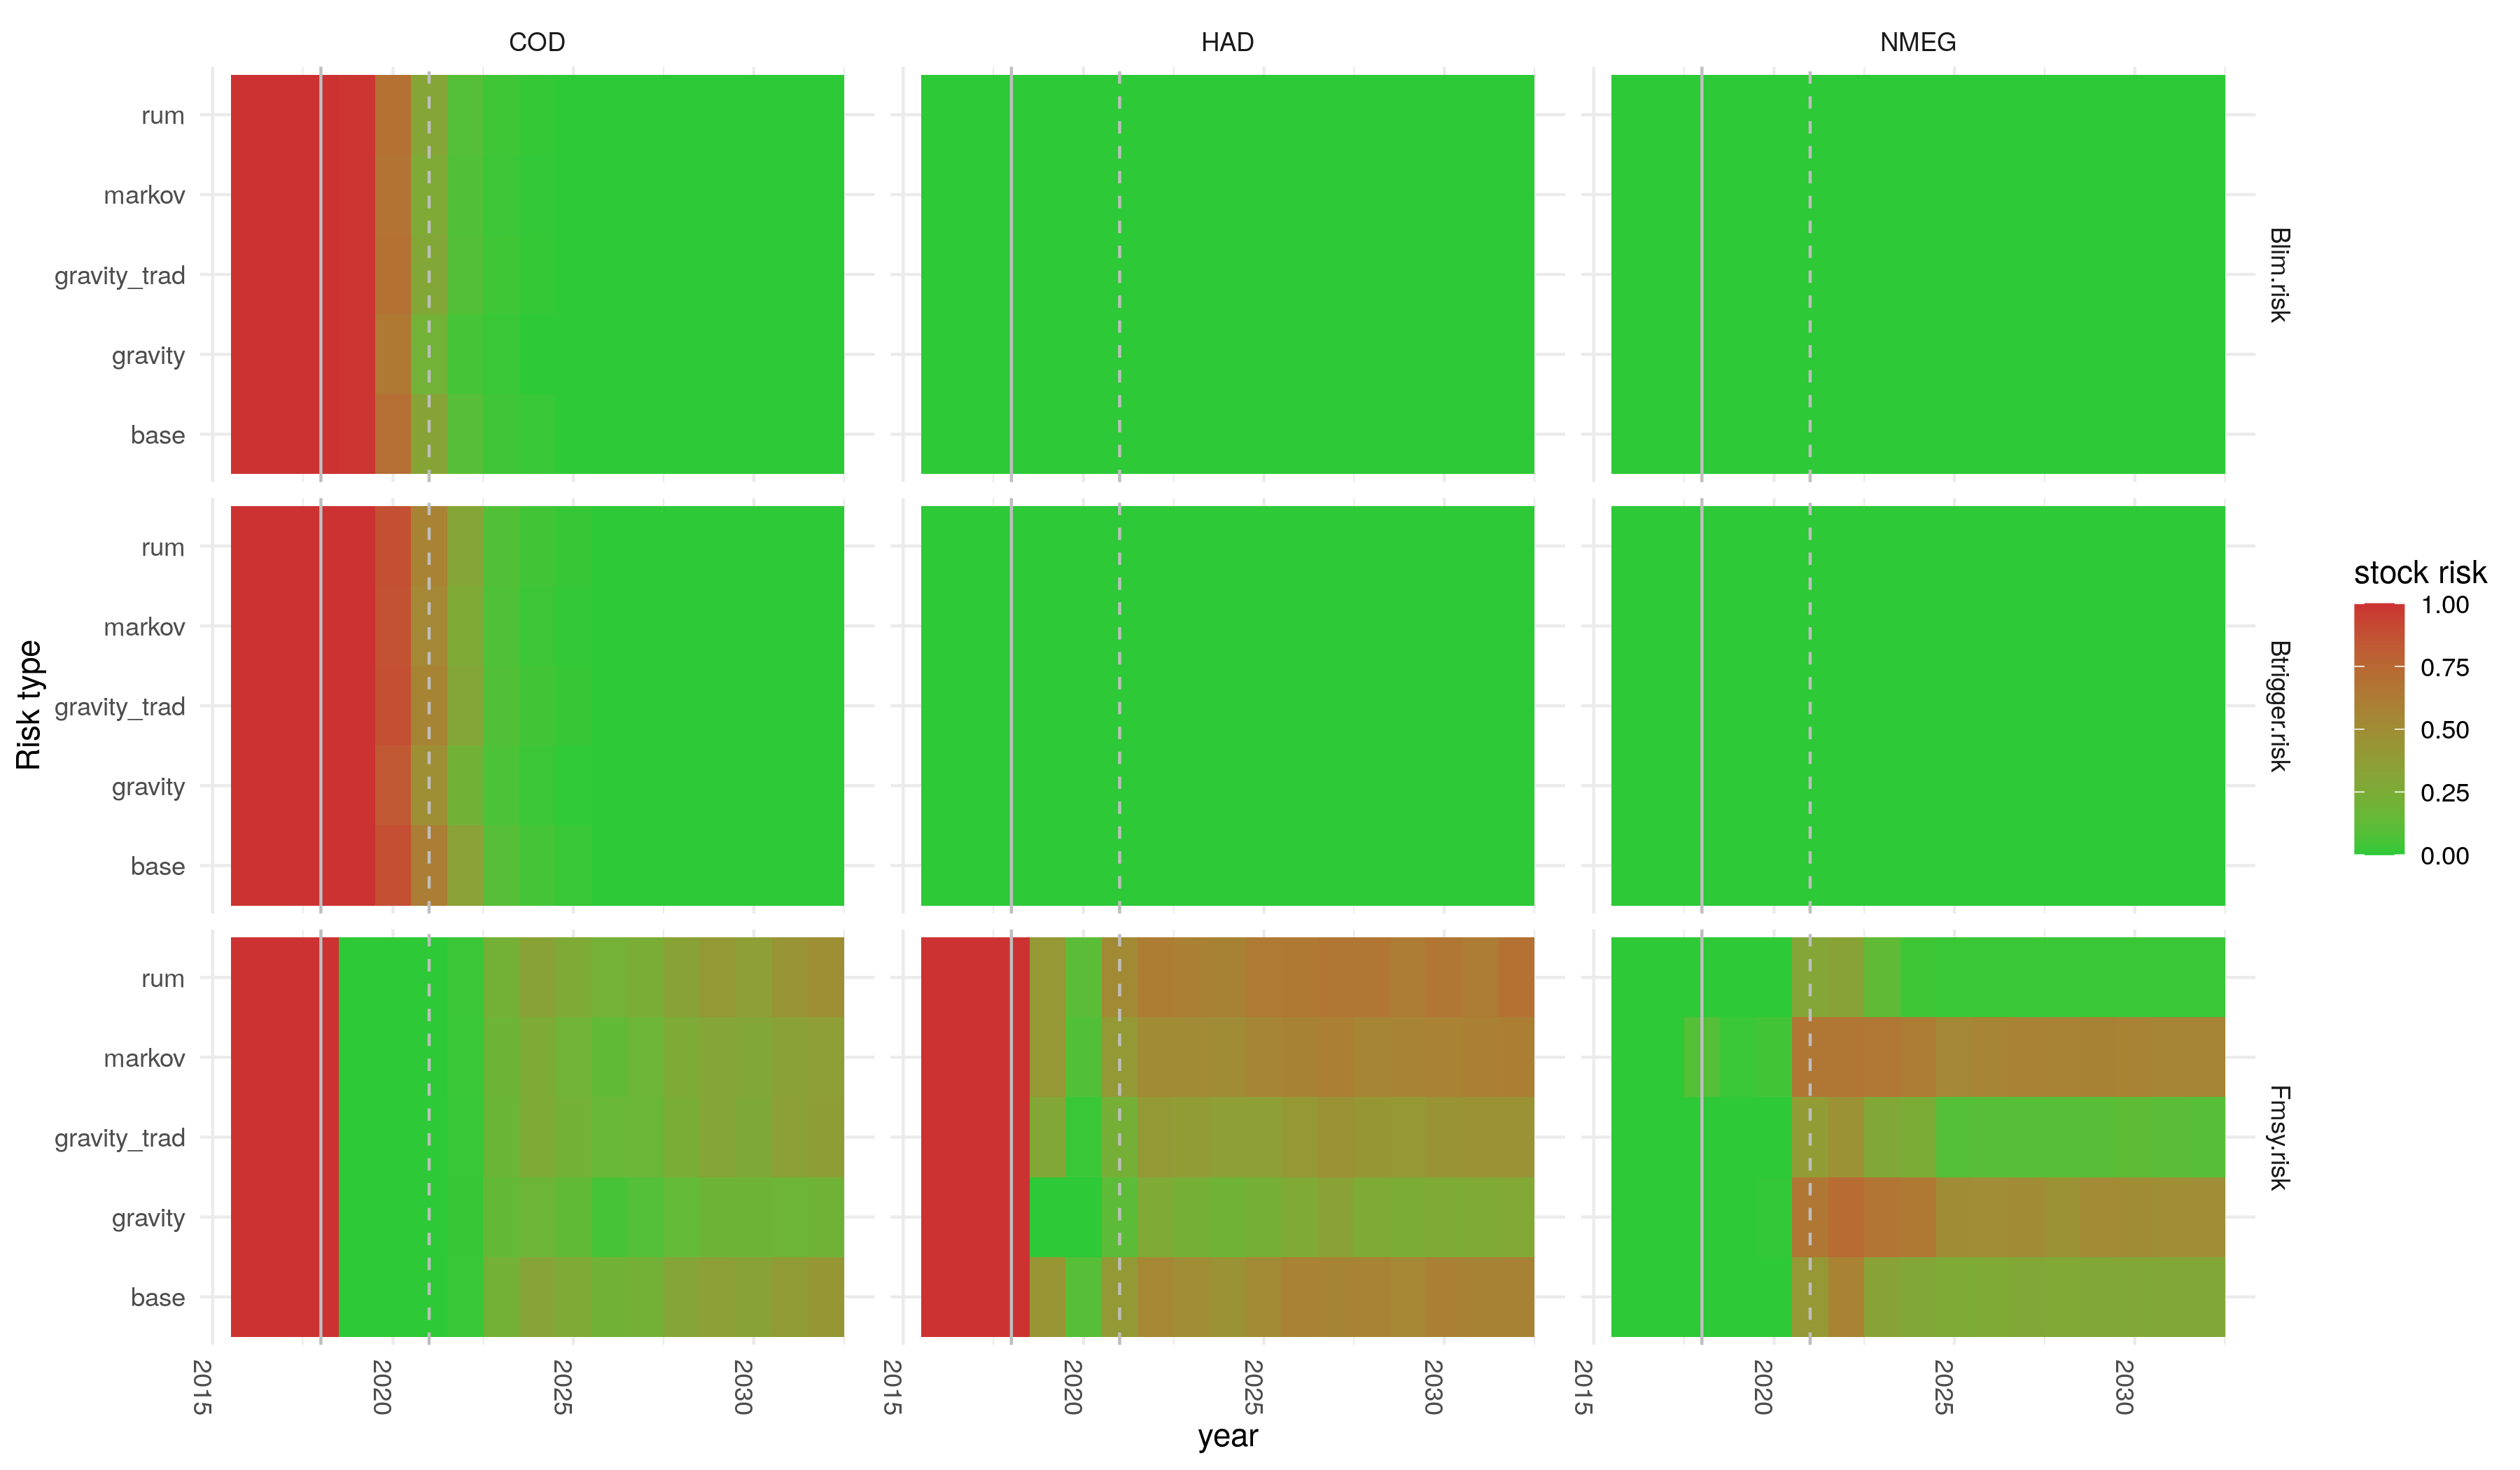 COD HAD NMEG
rum
markov
gravity_trad
gravity
base
Blim.risk
rum
markov
gravity_trad
gravity
base
Btrigger.risk
rum
markov
gravity_trad
gravity
base
Fmsy.risk
Risk type
2015 2020 2025 2030 2015 2020 2025 2030 2015 2020 2025 2030
year
stock risk
1.00
0.75
0.50
0.25
0.00